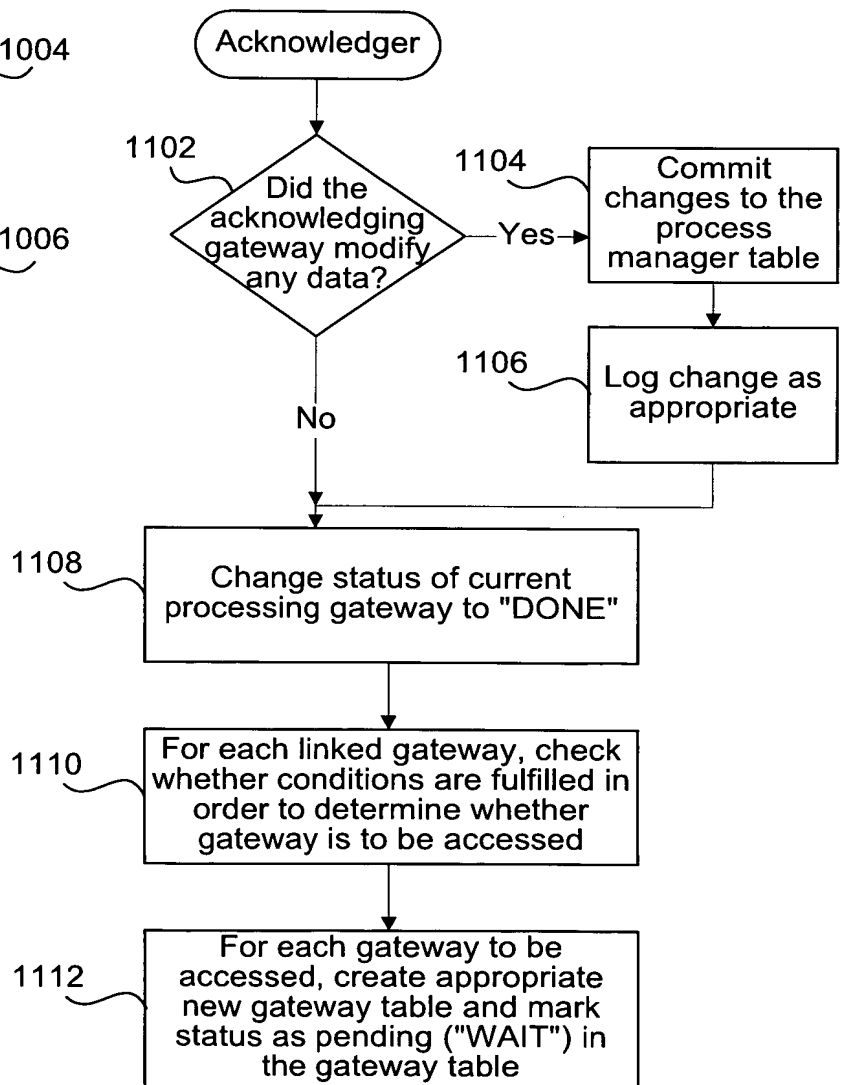 1004
Acknowledger
1102
Did the
acknowledging
gateway modify
any data?
Yes
1104
Commit
changes to the
process
manager table
1006
1106
Log change as
appropriate
No
1108
Change status of current
processing gateway to "DONE"
1110
For each linked gateway, check
whether conditions are fulfilled in
order to determine whether
gateway is to be accessed
1112
For each gateway to be
accessed, create appropriate
new gateway table and mark
status as pending ("WAIT") in
the gateway table